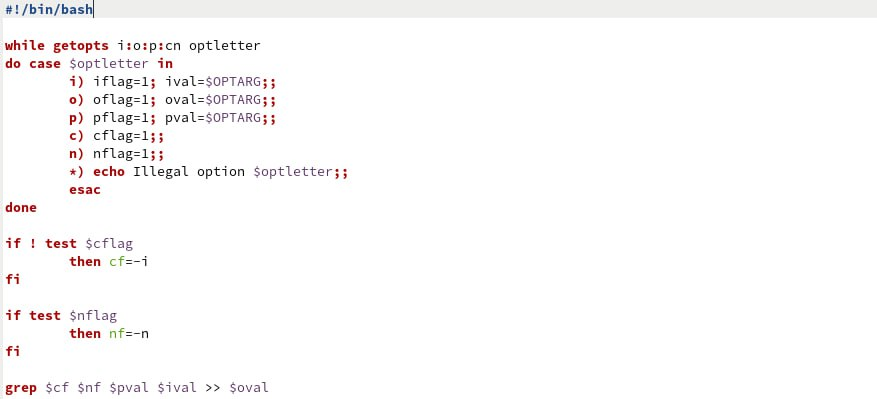 #!/bin/bash
while getopts i:o:p:cn optletter
do case $optletter in
i) iflag=1; ival=$OPTARG;;
o) oflag=1; oval=$OPTARG;;
p) pflag=1; pval=$OPTARG;;
c) cflag=1;;
n) nflag=1;;
*) echo Illegal option $optletter;;
esac
done
if ! test $cflag
then cf=-i
fi
if test $nflag
then nf=-n
fi
grep $cf $nf $pval $ival >> $oval